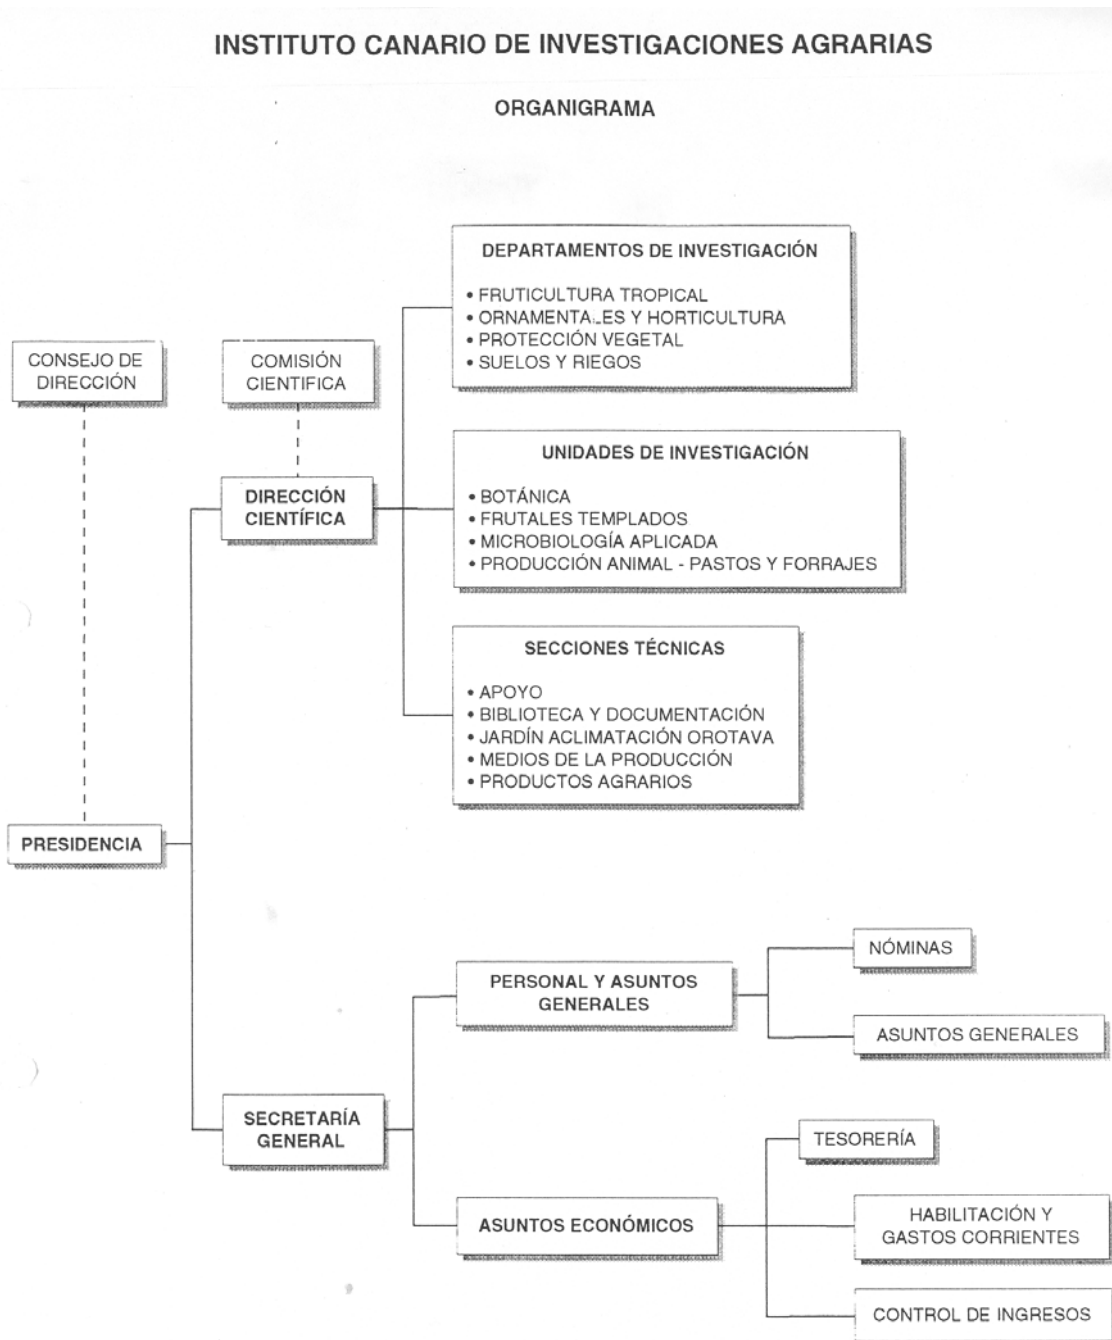 INSTITUTO CANARIO DE INVESTIGACIONES AGRARIAS
ORGANIGRAMA
DEPARTAMENTOS DE INVESTIGACIÓN
• FRUTICULTURA TROPICAL
• ORNAMENTALES Y HORTICULTURA
• PROTECCIÓN VEGETAL
• SUELOS Y RIEGOS
CONSEJO DE
DIRECCIÓN
COMISIÓN
CIENTIFICA
UNIDADES DE INVESTIGACIÓN
• BOTÁNICA
• FRUTALES TEMPLADOS
• MICROBIOLOGÍA APLICADA
• PRODUCCIÓN ANIMAL - PASTOS Y FORRAJES
DIRECCIÓN
CIENTÍFICA
SECCIONES TÉCNICAS
• APOYO
• BIBLIOTECA Y DOCUMENTACIÓN
• JARDÍN ACLIMATACIÓN OROTAVA
• MEDIOS DE LA PRODUCCIÓN
• PRODUCTOS AGRARIOS
PRESIDENCIA
NÓMINAS
PERSONAL Y ASUNTOS
GENERALES
ASUNTOS GENERALES
SECRETARÍA
GENERAL
TESORERÍA
ASUNTOS ECONÓMICOS
HABILITACIÓN Y
GASTOS CORRIENTES
CONTROL DE INGRESOS